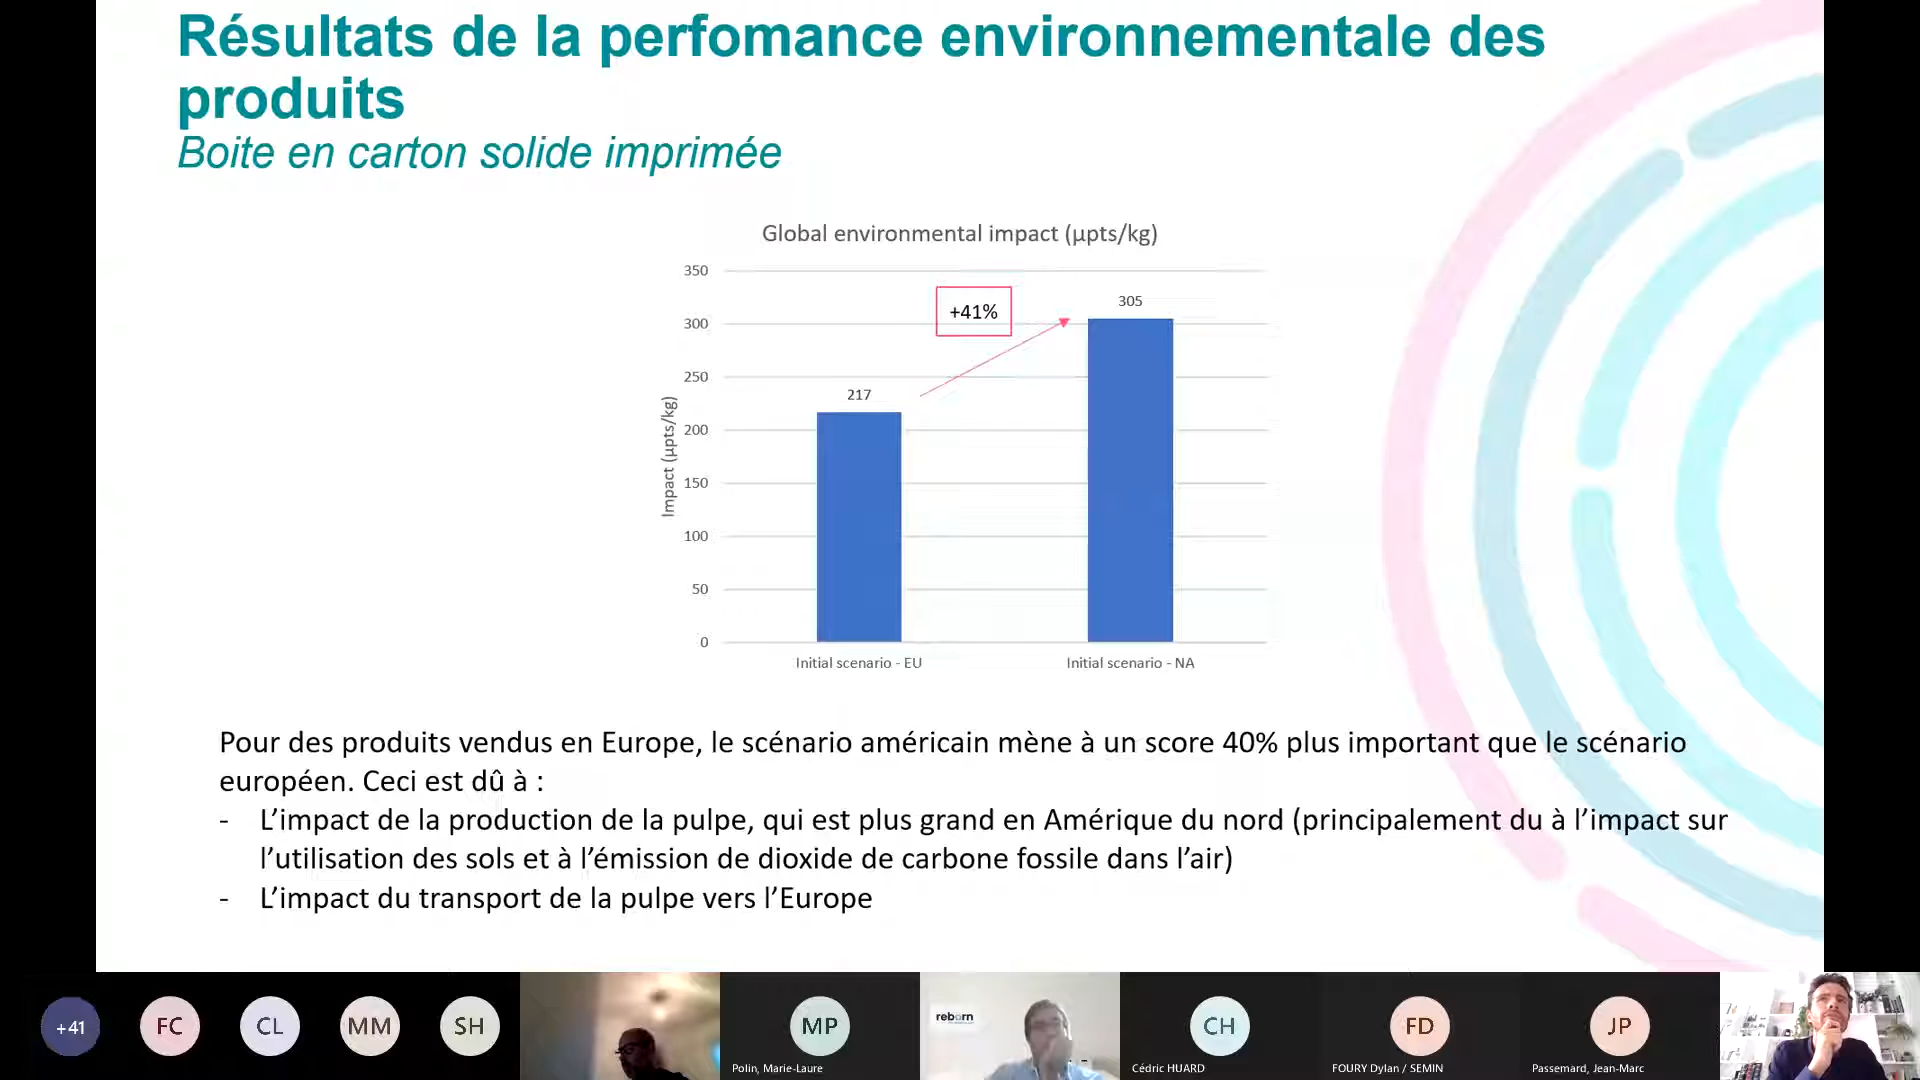 Résultats de la perfomance environnementale des
produits
Boite en carton solide imprimée
Global environmental impact (µpts/kg)
350
300
250
200
150
100
50
0
Impact (µpts/kg)
+41%
217
305
Initial scenario - EU
Initial scenario - NA
Pour des produits vendus en Europe, le scénario américain mène à un score 40% plus important que le scénario
européen. Ceci est dû à :
- L’impact de la production de la pulpe, qui est plus grand en Amérique du nord (principalement du à l’impact sur
l’utilisation des sols et à l’émission de dioxide de carbone fossile dans l’air)
- L’impact du transport de la pulpe vers l’Europe
+41
FC
CL
MM
SH
MP
Polin, Marie-Laure
reborn
CH
Cédric HUARD
FD
FOURY Dylan / SEMIN
JP
Passemard, Jean-Marc